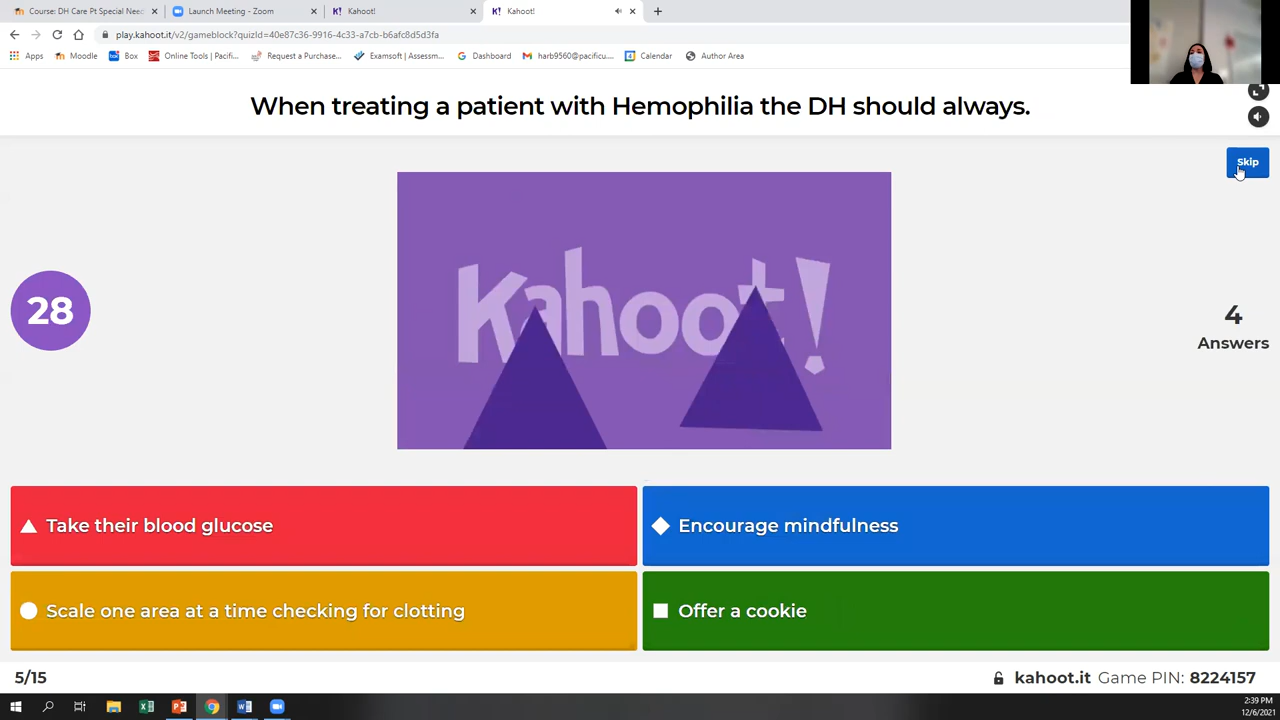 Course: DH Care Pt Special Need
Launch Meeting - Zoom
Kahoot!
Kahoot!
play.kahoot.it/v2/gameblock?quizId=40e87c36-9916-4c33-a7cb-b6afc8d5d3fa
Apps
Moodle
Box
Online Tools | Pacifi...
Request a Purchase...
Examsoft | Assessm...
Dashboard
harb9560@pacificu...
Calendar
Author Area
When treating a patient with Hemophilia the DH should always.
Skip
Kahoot!
28
4
Answers
Take their blood glucose
Encourage mindfulness
Scale one area at a time checking for clotting
Offer a cookie
5/15
kahoot.it Game PIN: 8224157
2:39 PM
12/6/2021